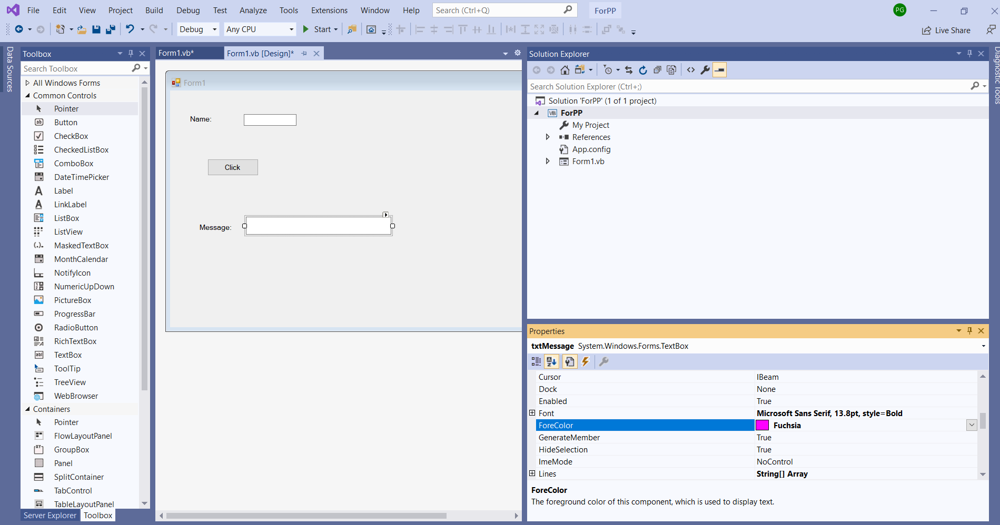 File Edit View Project Build Debug Test Analyze Tools Extensions Window Help Search (Ctrl+Q) ForPP PG
Debug Any CPU Start Live Share
Data Sources
Toolbox
Search Toolbox
All Windows Forms
Common Controls
Pointer
Button
CheckBox
CheckedListBox
ComboBox
DateTimePicker
Label
LinkLabel
ListBox
ListView
MaskedTextBox
MonthCalendar
NotifyIcon
NumericUpDown
PictureBox
ProgressBar
RadioButton
RichTextBox
TextBox
ToolTip
TreeView
WebBrowser
Containers
Pointer
FlowLayoutPanel
GroupBox
Panel
SplitContainer
TabControl
TableLayoutPanel
Server Explorer Toolbox
Form1.vb* Form1.vb [Design]*
Form1
Name:
Click
Message:
Solution Explorer
Search Solution Explorer (Ctrl+;)
Solution 'ForPP' (1 of 1 project)
VB ForPP
My Project
References
App.config
Form1.vb
Properties
txtMessage System.Windows.Forms.TextBox
Cursor IBeam
Dock None
Enabled True
Font Microsoft Sans Serif, 13.8pt, style=Bold
ForeColor Fuchsia
GenerateMember True
HideSelection True
ImeMode NoControl
Lines String[] Array
ForeColor
The foreground color of this component, which is used to display text.
Diagnostic Tools